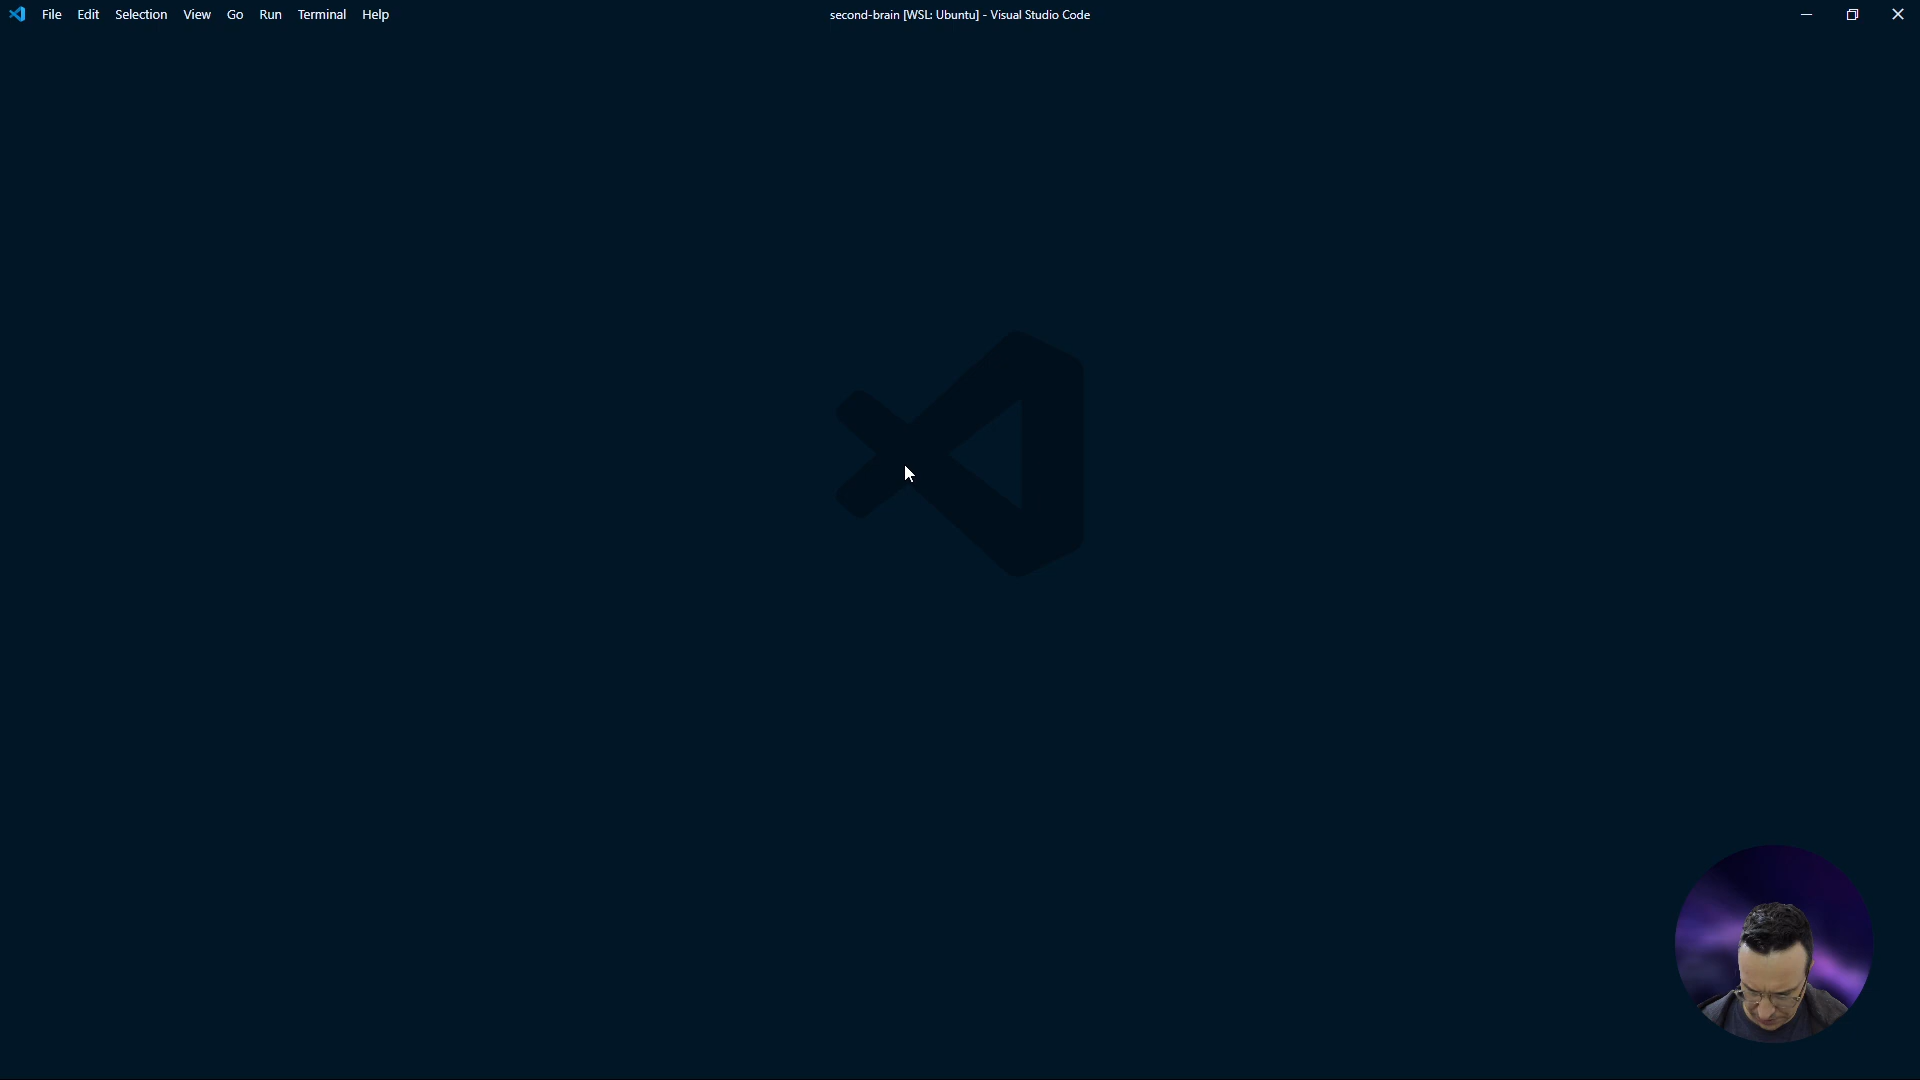 File Edit Selection View Go Run Terminal Help
second-brain [WSL: Ubuntu] - Visual Studio Code